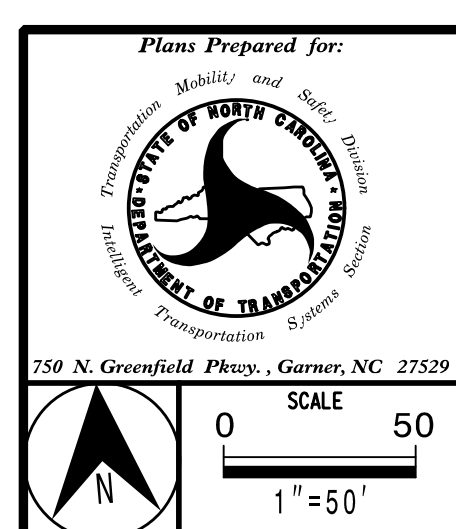 Plans Prepared for:
Transportation Mobility and Safety Division
STATE OF NORTH CAROLINA
DEPARTMENT OF TRANSPORTATION
Intelligent Transportation Systems Section
750 N. Greenfield Pkwy. , Garner, NC 27529
N
SCALE
0 50
1"=50'